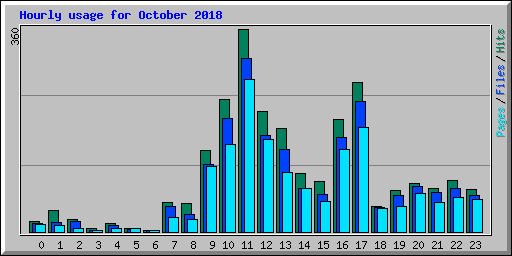 Hourly usage for October 2018
360
Pages / Files / Hits
0 1 2 3 4 5 6 7 8 9 10 11 12 13 14 15 16 17 18 19 20 21 22 23